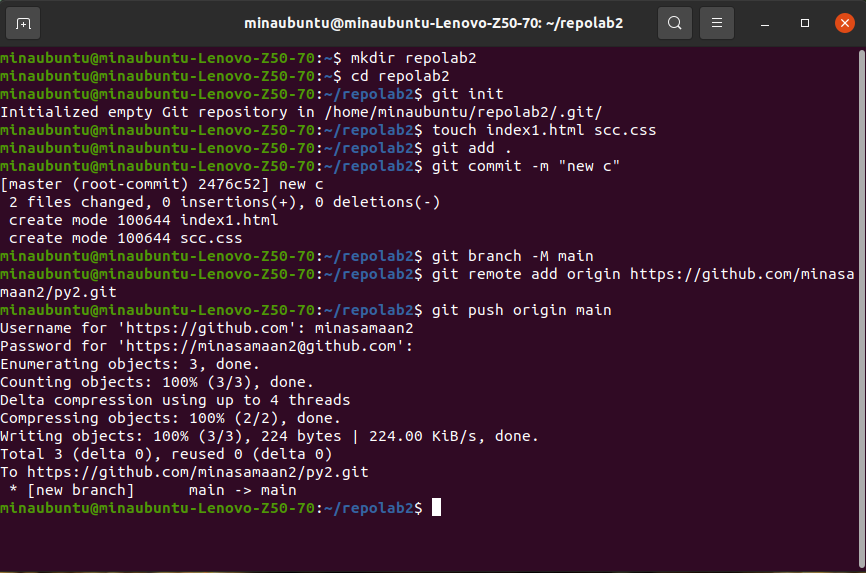 minaubuntu@minaubuntu-Lenovo-Z50-70: ~/repolab2
minaubuntu@minaubuntu-Lenovo-Z50-70:~$ mkdir repolab2
minaubuntu@minaubuntu-Lenovo-Z50-70:~$ cd repolab2
minaubuntu@minaubuntu-Lenovo-Z50-70:~/repolab2$ git init
Initialized empty Git repository in /home/minaubuntu/repolab2/.git/
minaubuntu@minaubuntu-Lenovo-Z50-70:~/repolab2$ touch index1.html scc.css
minaubuntu@minaubuntu-Lenovo-Z50-70:~/repolab2$ git add .
minaubuntu@minaubuntu-Lenovo-Z50-70:~/repolab2$ git commit -m "new c"
[master (root-commit) 2476c52] new c
 2 files changed, 0 insertions(+), 0 deletions(-)
 create mode 100644 index1.html
 create mode 100644 scc.css
minaubuntu@minaubuntu-Lenovo-Z50-70:~/repolab2$ git branch -M main
minaubuntu@minaubuntu-Lenovo-Z50-70:~/repolab2$ git remote add origin https://github.com/minasa
maan2/py2.git
minaubuntu@minaubuntu-Lenovo-Z50-70:~/repolab2$ git push origin main
Username for 'https://github.com': minasamaan2
Password for 'https://minasamaan2@github.com':
Enumerating objects: 3, done.
Counting objects: 100% (3/3), done.
Delta compression using up to 4 threads
Compressing objects: 100% (2/2), done.
Writing objects: 100% (3/3), 224 bytes | 224.00 KiB/s, done.
Total 3 (delta 0), reused 0 (delta 0)
To https://github.com/minasamaan2/py2.git
 * [new branch]      main -> main
minaubuntu@minaubuntu-Lenovo-Z50-70:~/repolab2$